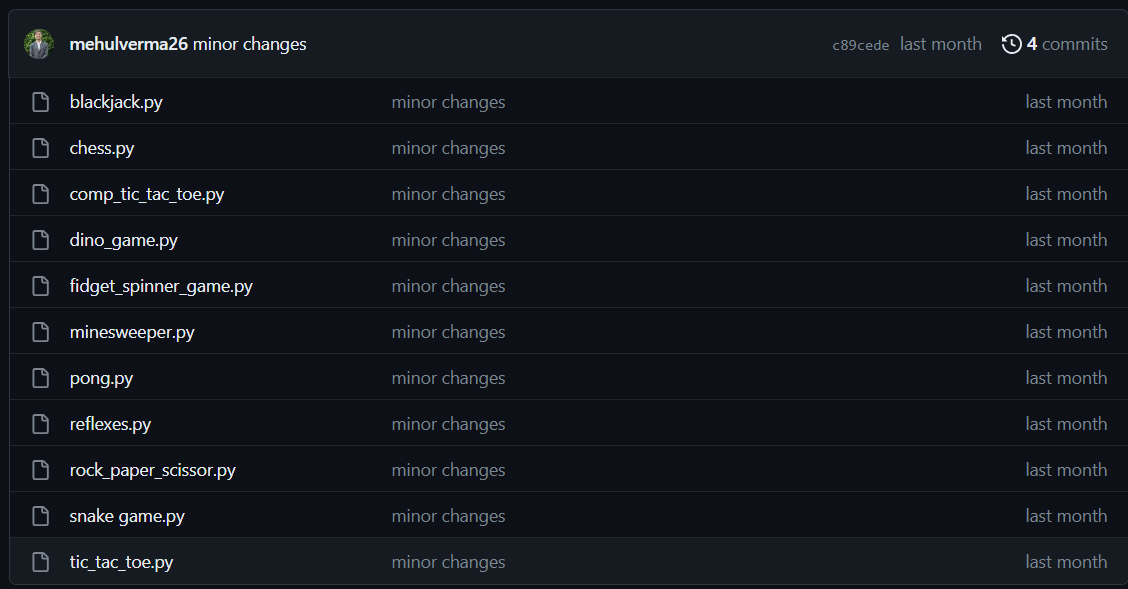 mehulverma26 minor changes c89cede last month 4 commits
blackjack.py minor changes last month
chess.py minor changes last month
comp_tic_tac_toe.py minor changes last month
dino_game.py minor changes last month
fidget_spinner_game.py minor changes last month
minesweeper.py minor changes last month
pong.py minor changes last month
reflexes.py minor changes last month
rock_paper_scissor.py minor changes last month
snake game.py minor changes last month
tic_tac_toe.py minor changes last month